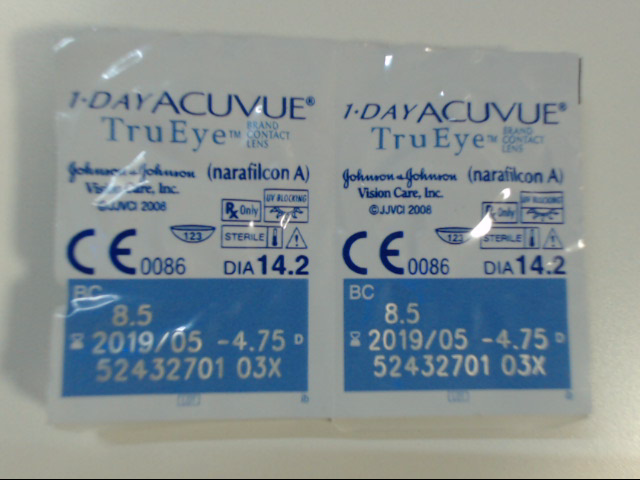 1·DAY ACUVUE®
TruEye™ BRAND CONTACT LENS
Johnson & Johnson (narafilcon A)
Vision Care, Inc.
©JJVCI 2008
Rx Only
UV BLOCKING
123
STERILE
CE 0086 DIA 14.2
BC
8.5
2019/05 -4.75 D
52432701 03X
1·DAY ACUVUE®
TruEye™ BRAND CONTACT LENS
Johnson & Johnson (narafilcon A)
Vision Care, Inc.
©JJVCI 2008
Rx Only
UV BLOCKING
123
STERILE
CE 0086 DIA 14.2
BC
8.5
2019/05 -4.75 D
52432701 03X